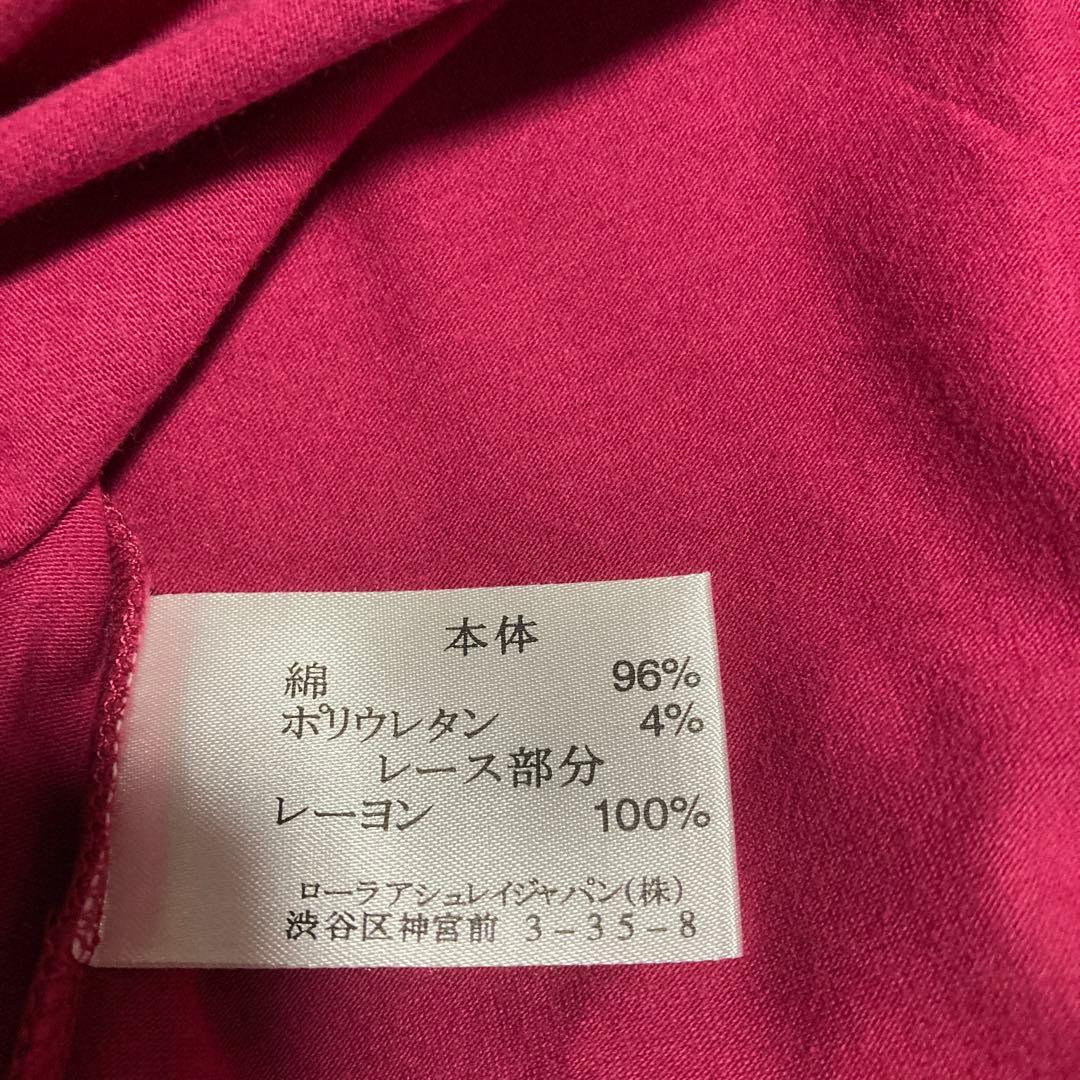 本体
綿 96%
ポリウレタン 4%
レース部分
レーヨン 100%
ローラアシュレイジャパン(株)
渋谷区神宮前 3-35-8